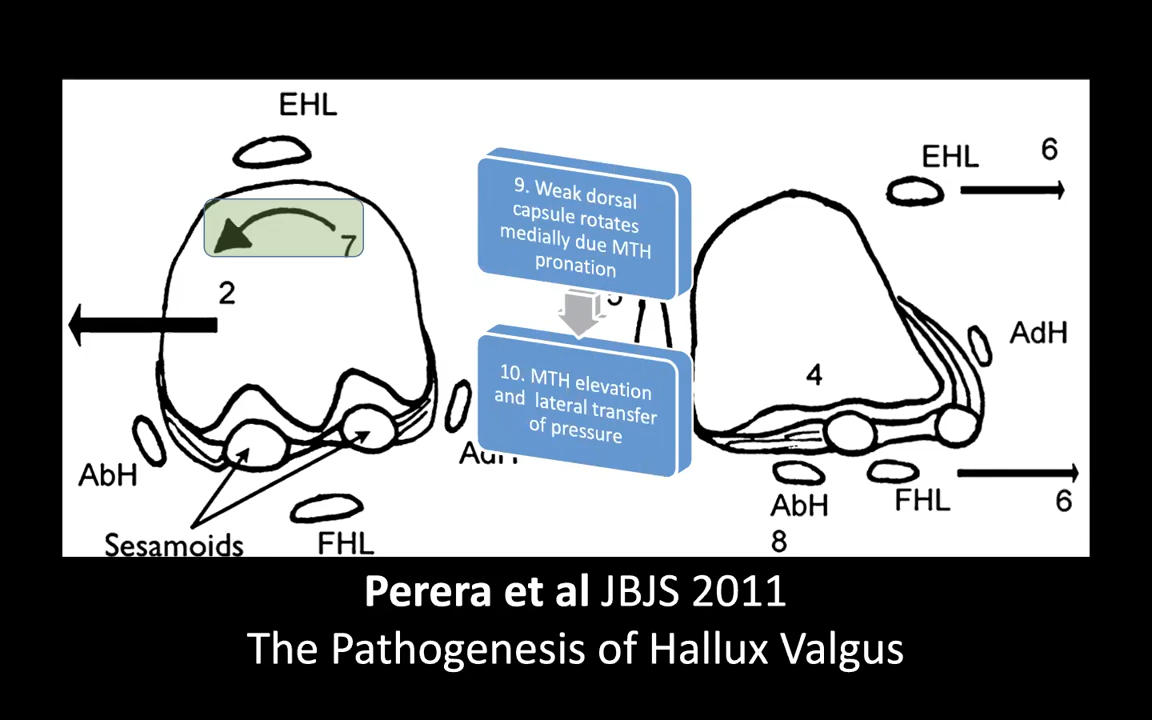 EHL
7
2
AbH
Sesamoids
FHL
AdH
9. Weak dorsal
capsule rotates
medially due MTH
pronation
5
10. MTH elevation
and lateral transfer
of pressure
EHL
6
AdH
4
AbH
8
FHL
6
Perera et al JBJS 2011
The Pathogenesis of Hallux Valgus